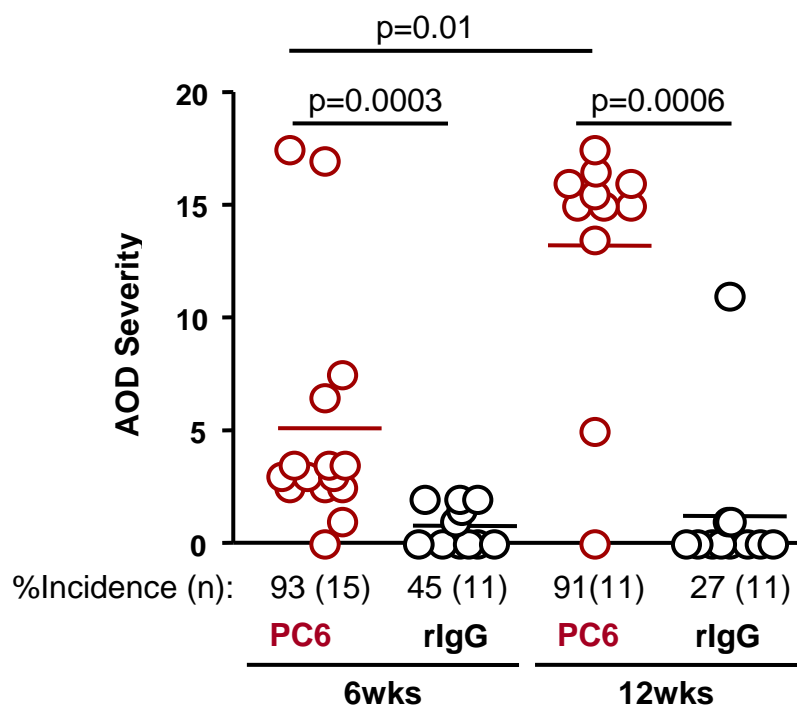 p=0.01
p=0.0003 p=0.0006
20
15
10
5
0
AOD Severity
%Incidence (n): 93 (15) 45 (11) 91(11) 27 (11)
PC6 rIgG PC6 rIgG
6wks 12wks